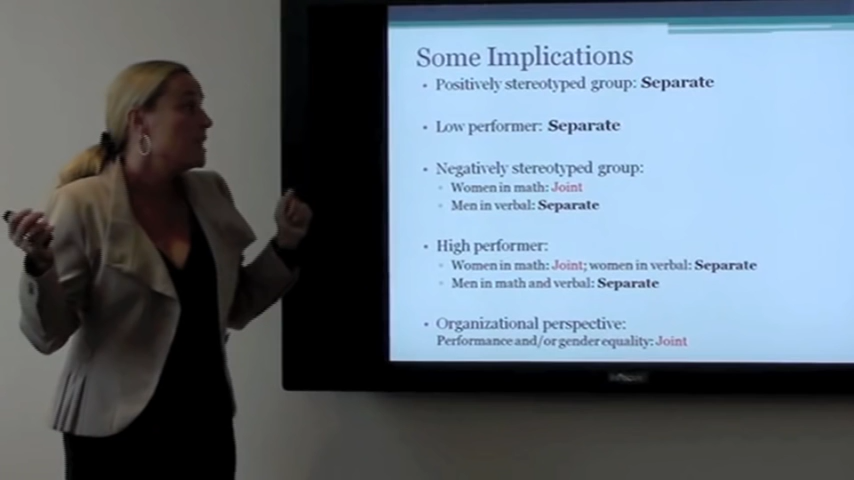 Some Implications
• Positively stereotyped group: Separate
• Low performer: Separate
• Negatively stereotyped group:
▫ Women in math: Joint
▫ Men in verbal: Separate
• High performer:
▫ Women in math: Joint; women in verbal: Separate
▫ Men in math and verbal: Separate
• Organizational perspective:
Performance and/or gender equality: Joint